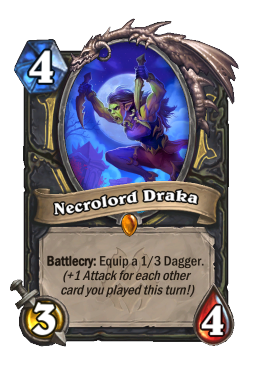 4
Necrolord Draka
Battlecry: Equip a 1/3 Dagger.
(+1 Attack for each other
card you played this turn!)
3
4